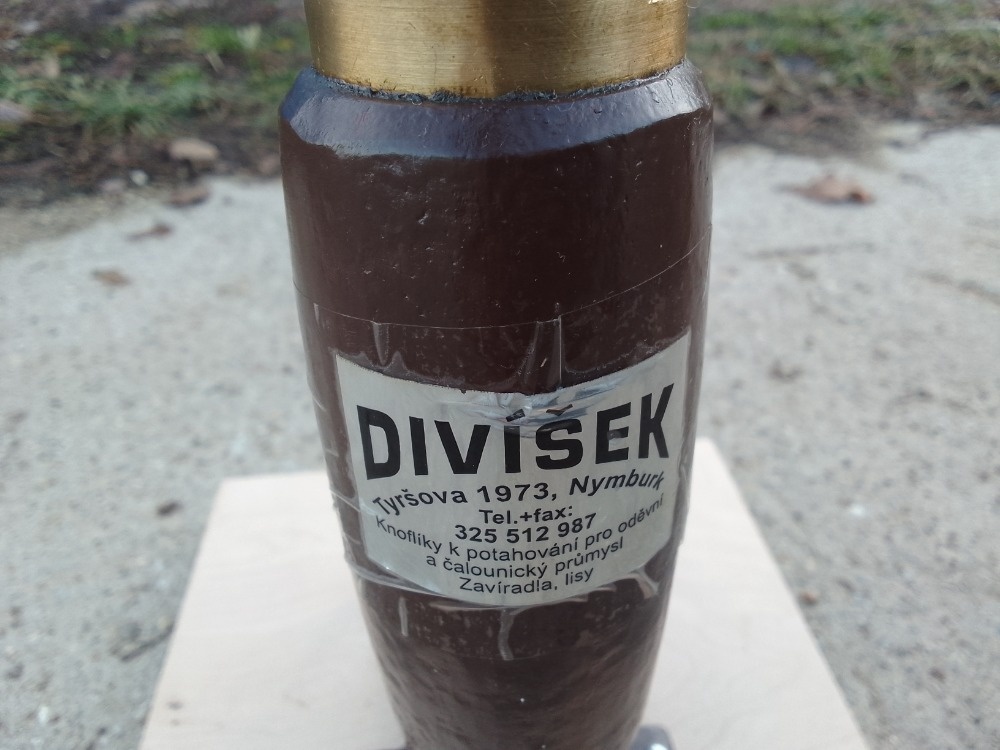 DIVÍŠEK
Tyršova 1973, Nymburk
Tel.+fax:
325 512 987
Knoflíky k potahování pro oděvní
a čalounický průmysl
Zavíradla, lisy